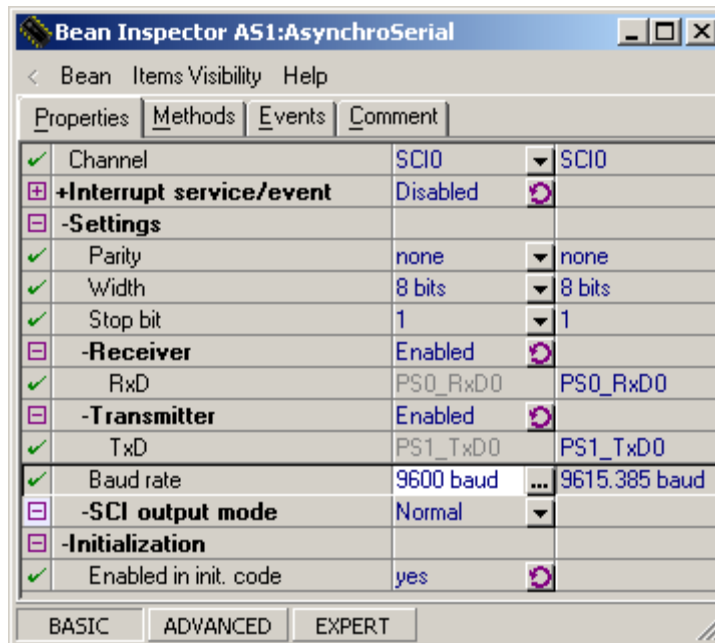 Bean Inspector AS1:AsynchroSerial
< Bean Items Visibility Help
Properties Methods Events Comment
Channel SCI0 SCI0
+Interrupt service/event Disabled
-Settings
Parity none none
Width 8 bits 8 bits
Stop bit 1 1
-Receiver Enabled
RxD PS0_RxD0 PS0_RxD0
-Transmitter Enabled
TxD PS1_TxD0 PS1_TxD0
Baud rate 9600 baud ... 9615.385 baud
-SCI output mode Normal
-Initialization
Enabled in init. code yes
BASIC ADVANCED EXPERT